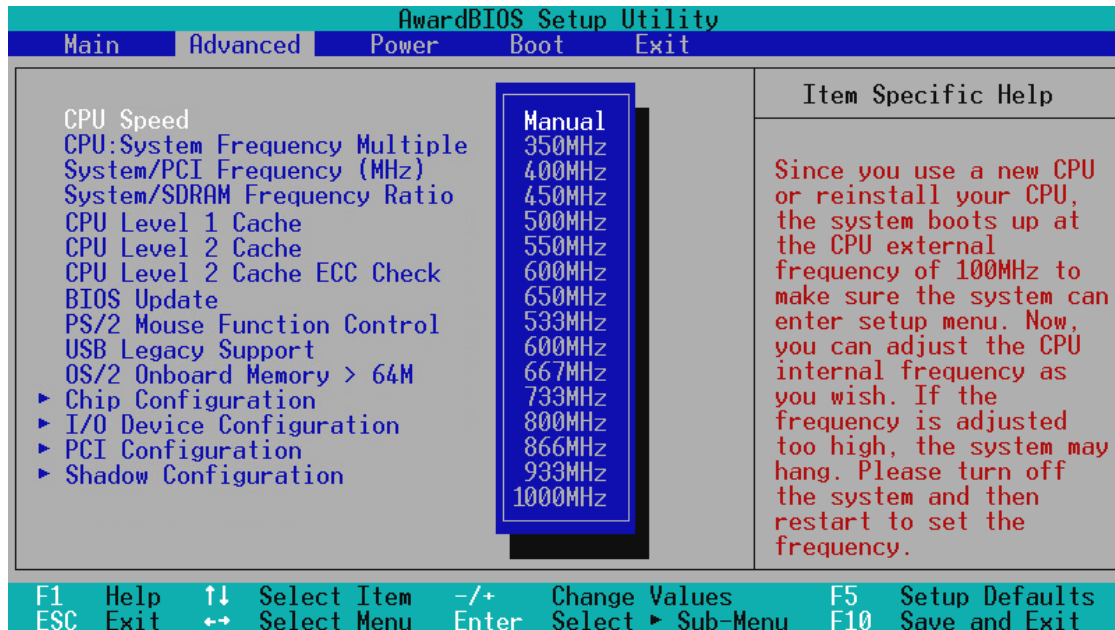 AwardBIOS Setup Utility
Main Advanced Power Boot Exit
CPU Speed
CPU:System Frequency Multiple
System/PCI Frequency (MHz)
System/SDRAM Frequency Ratio
CPU Level 1 Cache
CPU Level 2 Cache
CPU Level 2 Cache ECC Check
BIOS Update
PS/2 Mouse Function Control
USB Legacy Support
OS/2 Onboard Memory > 64M
► Chip Configuration
► I/O Device Configuration
► PCI Configuration
► Shadow Configuration
Manual
350MHz
400MHz
450MHz
500MHz
550MHz
600MHz
650MHz
533MHz
600MHz
667MHz
733MHz
800MHz
866MHz
933MHz
1000MHz
Item Specific Help
Since you use a new CPU
or reinstall your CPU,
the system boots up at
the CPU external
frequency of 100MHz to
make sure the system can
enter setup menu. Now,
you can adjust the CPU
internal frequency as
you wish. If the
frequency is adjusted
too high, the system may
hang. Please turn off
the system and then
restart to set the
frequency.
F1 Help ↑↓ Select Item -/+ Change Values F5 Setup Defaults
ESC Exit ←→ Select Menu Enter Select ► Sub-Menu F10 Save and Exit